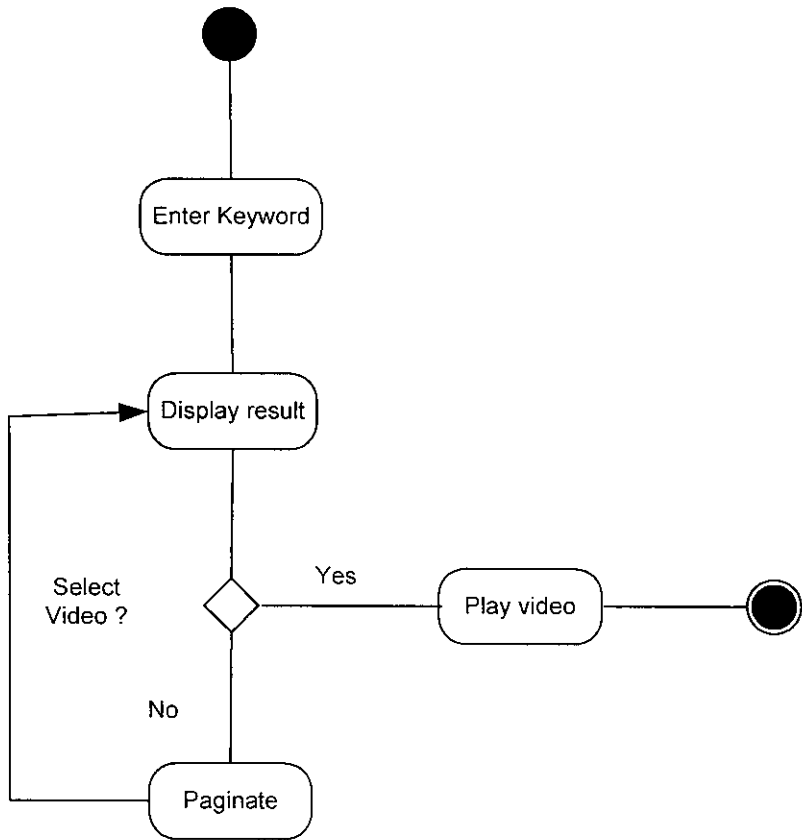 Enter Keyword
Display result
Select
Video ?
Yes
Play video
No
Paginate